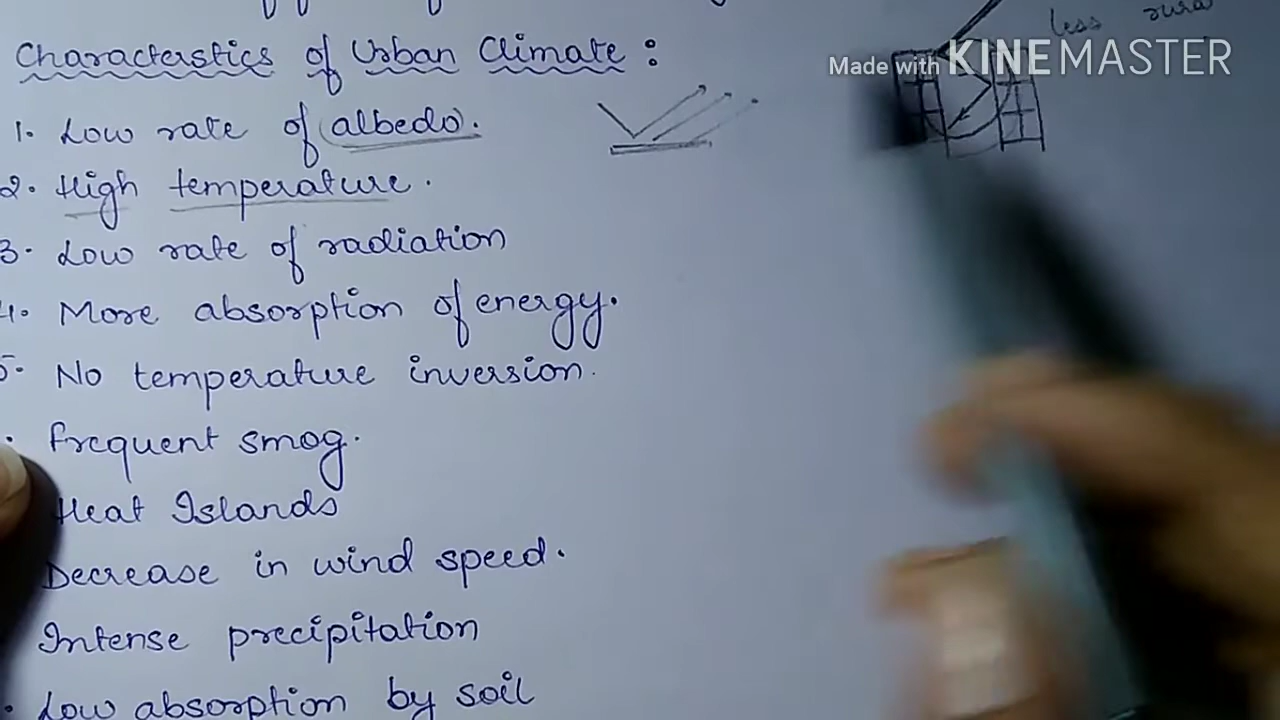 less rura
Made with KINEMASTER
Characterstics of Urban Climate :
1. Low rate of albedo.
2. High temperature.
3. Low rate of radiation
4. More absorption of energy.
5. No temperature inversion.
. frequent smog.
Heat Islands
Decrease in wind speed.
Intense precipitation
. Low absorption by soil